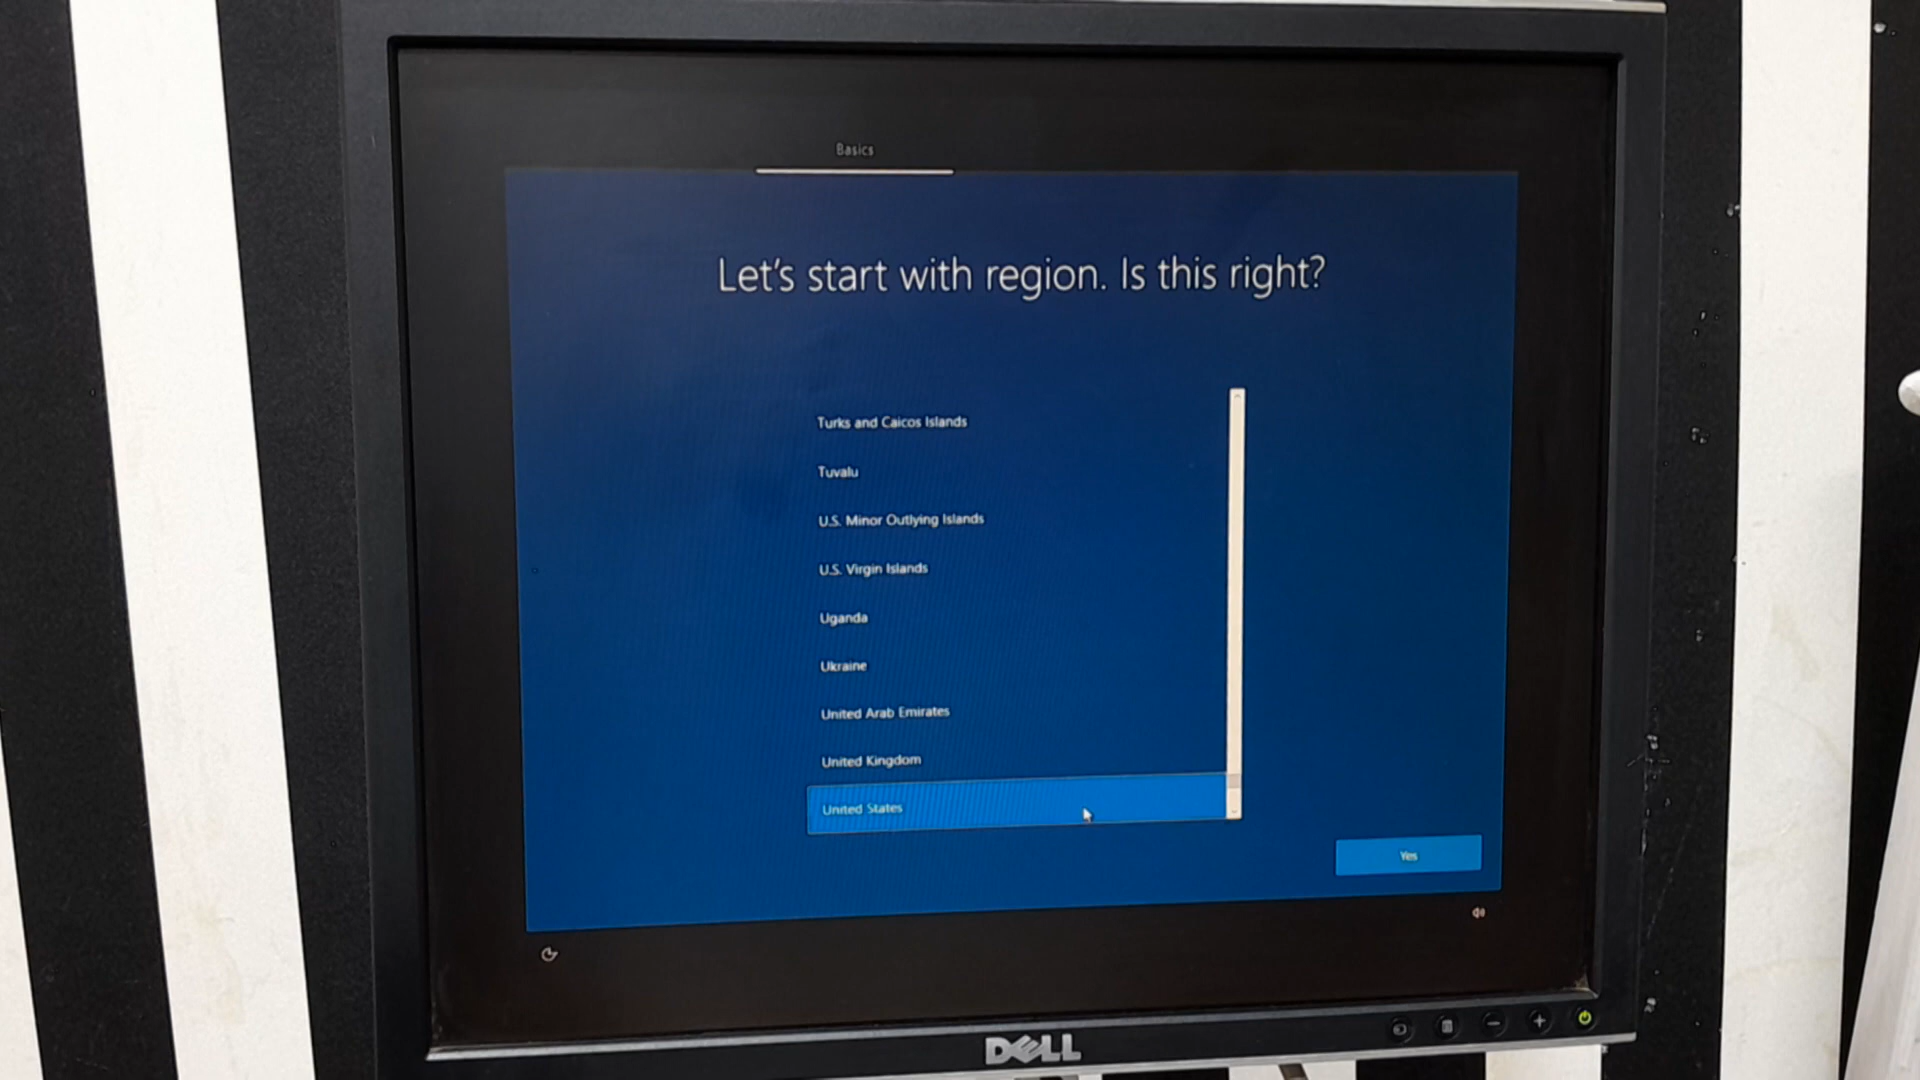 Basics
Let's start with region. Is this right?
Turks and Caicos Islands
Tuvalu
U.S. Minor Outlying Islands
U.S. Virgin Islands
Uganda
Ukraine
United Arab Emirates
United Kingdom
United States
Yes
DELL